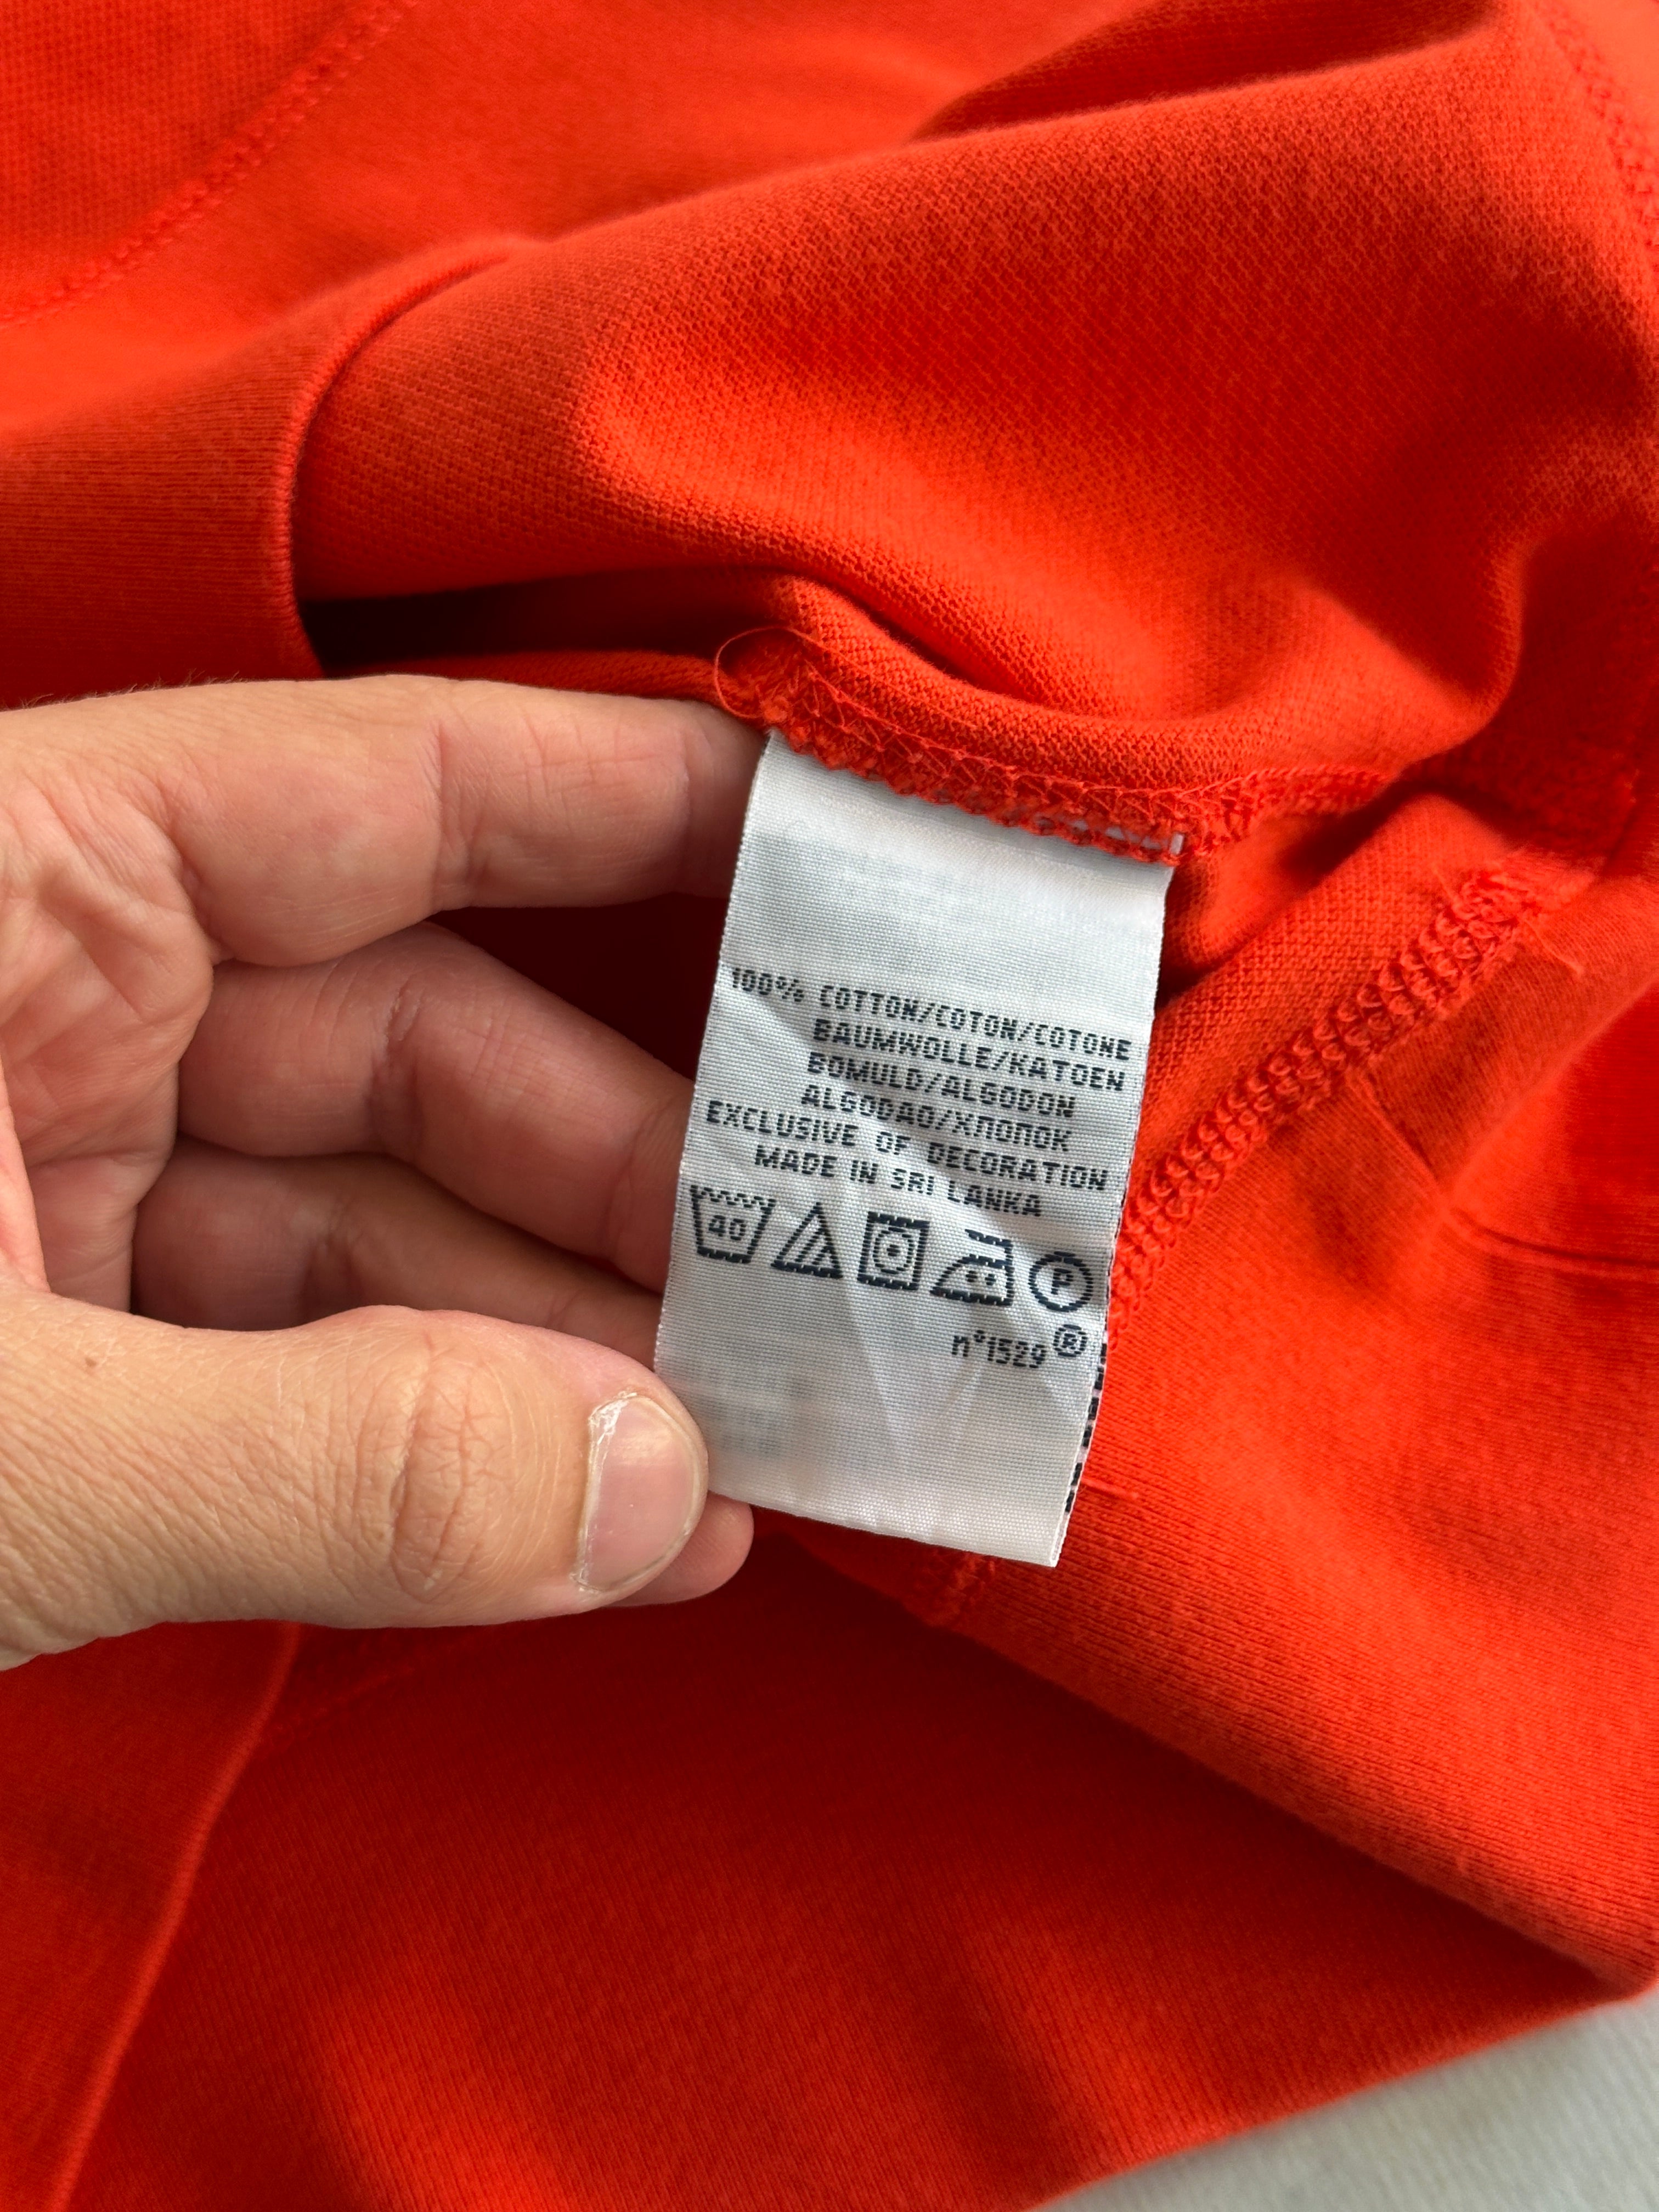 100% COTTON/COTON/COTONE
BAUMWOLLE/KATOEN
BOMULD/ALGODON
ALGODAO/ХЛОПОК
EXCLUSIVE OF DECORATION
MADE IN SRI LANKA
40
P
n°1529®